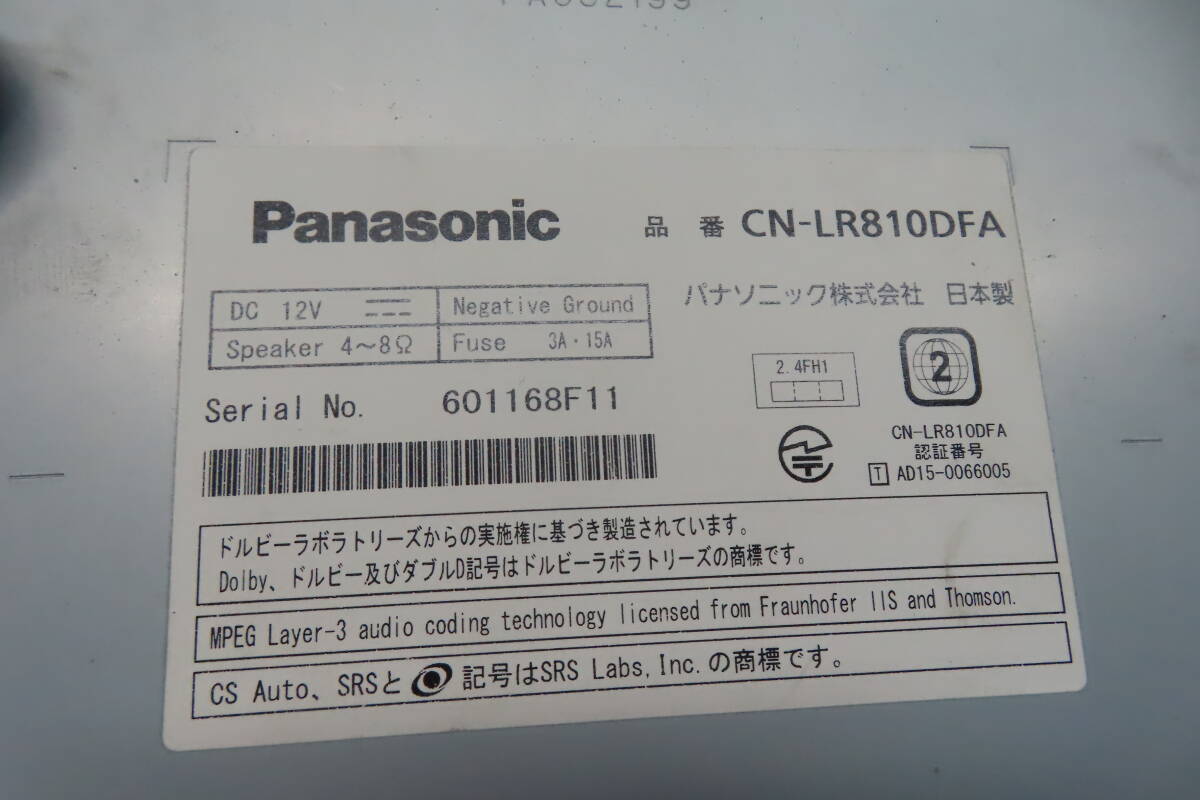 Panasonic
品 番 CN-LR810DFA
パナソニック株式会社 日本製
DC 12V
Negative Ground
Speaker 4～8Ω
Fuse 3A・15A
Serial No. 601168F11
2.4FH1
2
CN-LR810DFA
認証番号
T AD15-0066005
ドルビーラボラトリーズからの実施権に基づき製造されています。
Dolby、ドルビー及びダブルD記号はドルビーラボラトリーズの商標です。
MPEG Layer-3 audio coding technology licensed from Fraunhofer IIS and Thomson.
CS Auto、SRSと 記号はSRS Labs, Inc. の商標です。